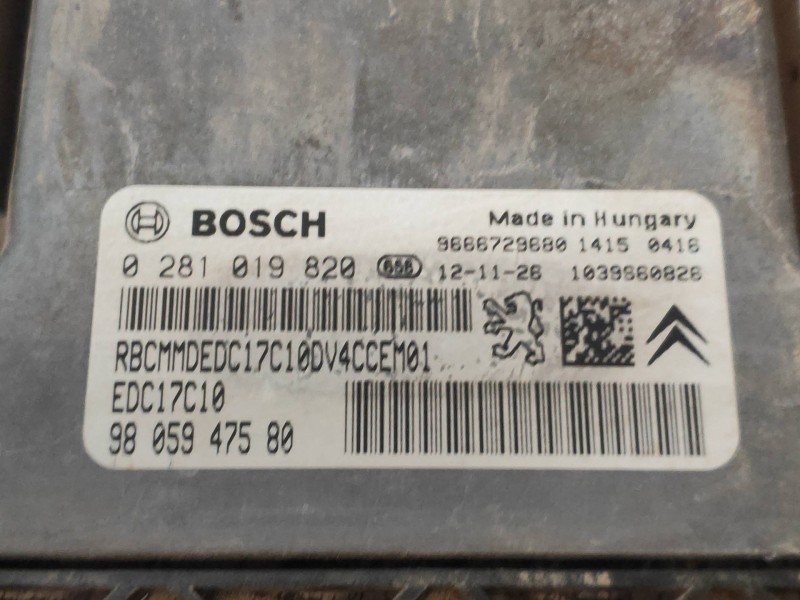 BOSCH
Made in Hungary
9666729680 1415 0416
0 281 019 820 656 12-11-26 1039S60826
RBCMMDEDC17C10DV4CCEM01
EDC17C10
98 059 475 80